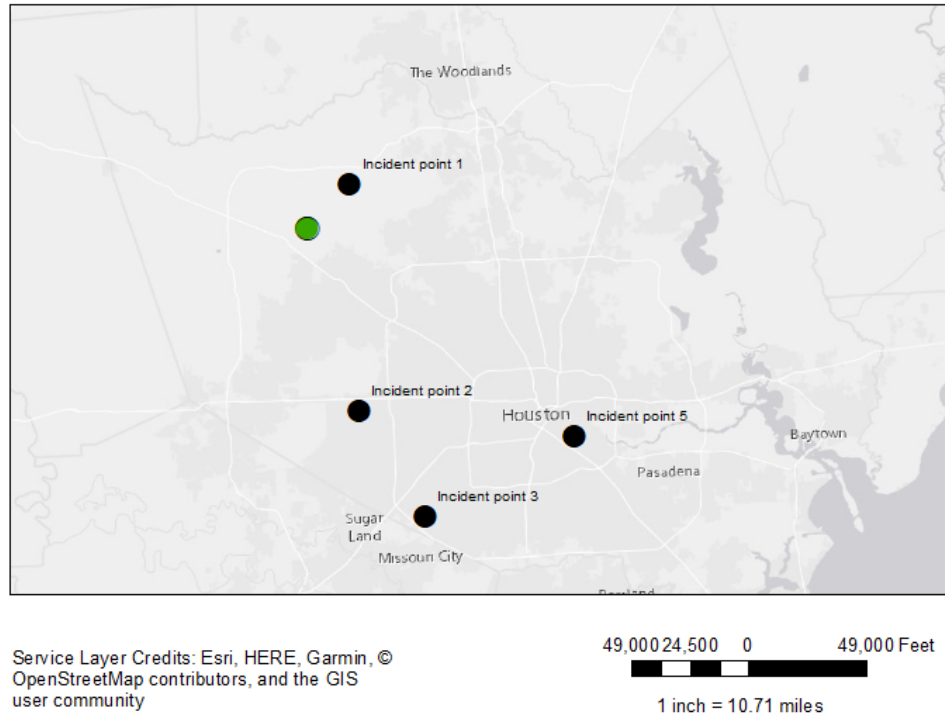 The Woodlands
Incident point 1
Incident point 2
Houston
Incident point 5
Baytown
Pasadena
Incident point 3
Sugar
Land
Missouri City
Service Layer Credits: Esri, HERE, Garmin, ©
OpenStreetMap contributors, and the GIS
user community
49,000 24,500 0 49,000 Feet
1 inch = 10.71 miles